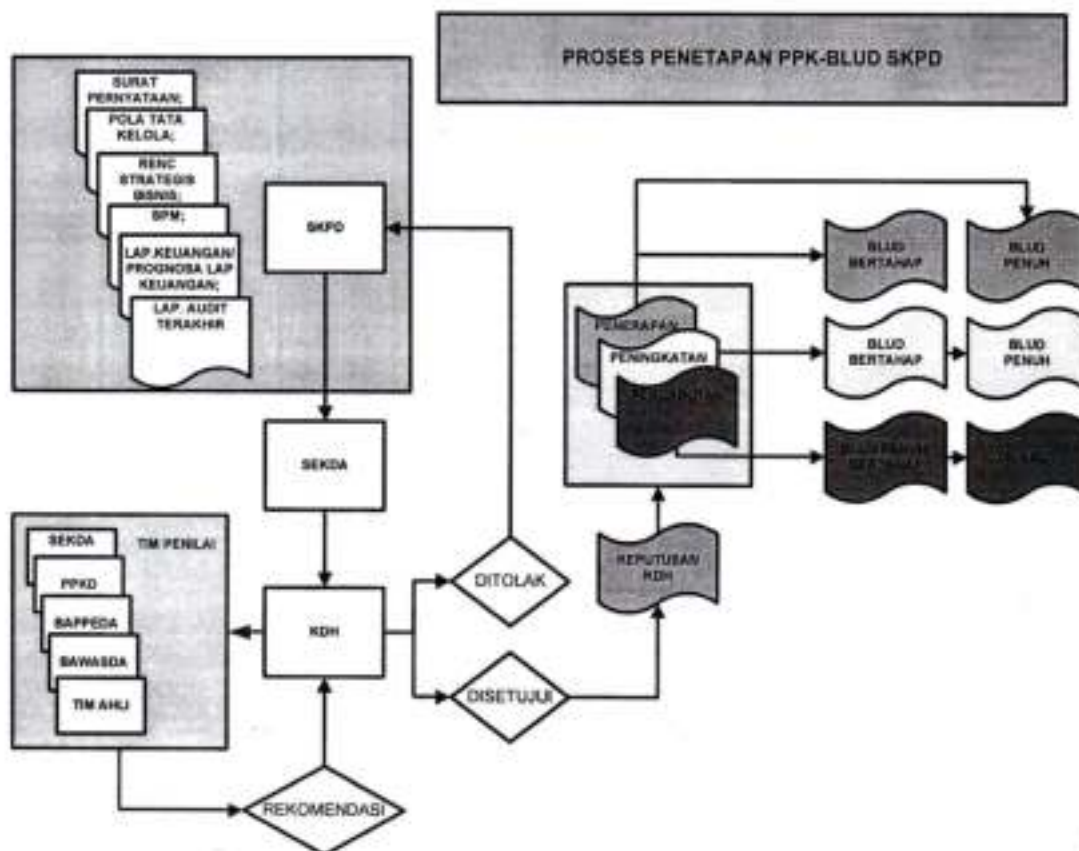 PROSES PENETAPAN PPK-BLUD SKPD
SURAT
PERNYATAAN;
POLA TATA
KELOLA;
RENC
STRATEGIS
BISNIS;
SPM;
LAP.KEUANGAN/
PROGNOSA LAP
KEUANGAN;
LAP. AUDIT
TERAKHIR
SKPD
SEKDA
KDH
TIM PENILAI
SEKDA
PPKD
BAPPEDA
BAWASDA
TIM AHLI
REKOMENDASI
DITOLAK
DISETUJUI
KEPUTUSAN
KDH
PENERAPAN
PENINGKATAN
BLUD
BERTAHAP
BLUD
PENUH
BLUD
BERTAHAP
BLUD
PENUH